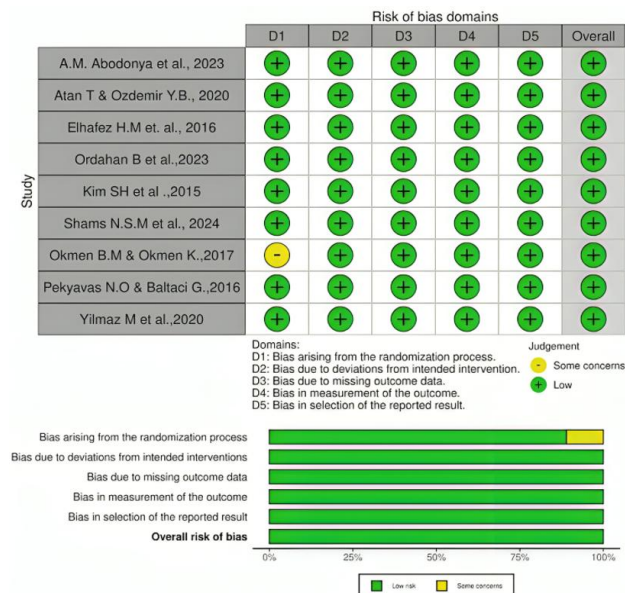 Risk of bias domains
D1 D2 D3 D4 D5 Overall
Study
A.M. Abodonya et al., 2023
Atan T & Ozdemir Y.B., 2020
Elhafez H.M et. al., 2016
Ordahan B et al.,2023
Kim SH et al .,2015
Shams N.S.M et al., 2024
Okmen B.M & Okmen K.,2017
Pekyavas N.O & Baltaci G.,2016
Yilmaz M et al.,2020
Domains:
D1: Bias arising from the randomization process.
D2: Bias due to deviations from intended intervention.
D3: Bias due to missing outcome data.
D4: Bias in measurement of the outcome.
D5: Bias in selection of the reported result.
Judgement
Some concerns
Low
Bias arising from the randomization process
Bias due to deviations from intended interventions
Bias due to missing outcome data
Bias in measurement of the outcome
Bias in selection of the reported result
Overall risk of bias
0% 25% 50% 75% 100%
Low risk Some concerns